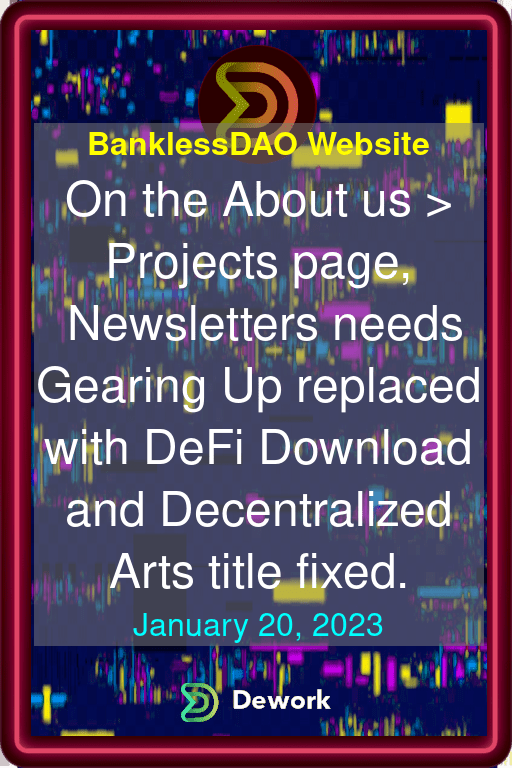 BanklessDAO Website
On the About us >
Projects page,
Newsletters needs
Gearing Up replaced
with DeFi Download
and Decentralized
Arts title fixed.
January 20, 2023
Dework